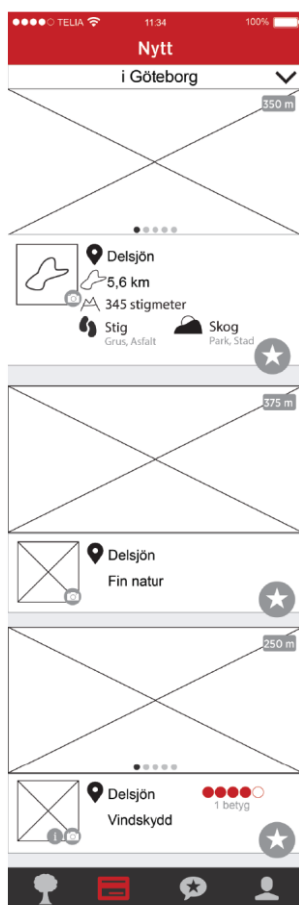 TELIA 11:34 100%
Nytt
i Göteborg
350 m
Delsjön
5,6 km
345 stigmeter
Stig Skog
Grus, Asfalt Park, Stad
375 m
Delsjön
Fin natur
250 m
Delsjön
1 betyg
Vindskydd
i